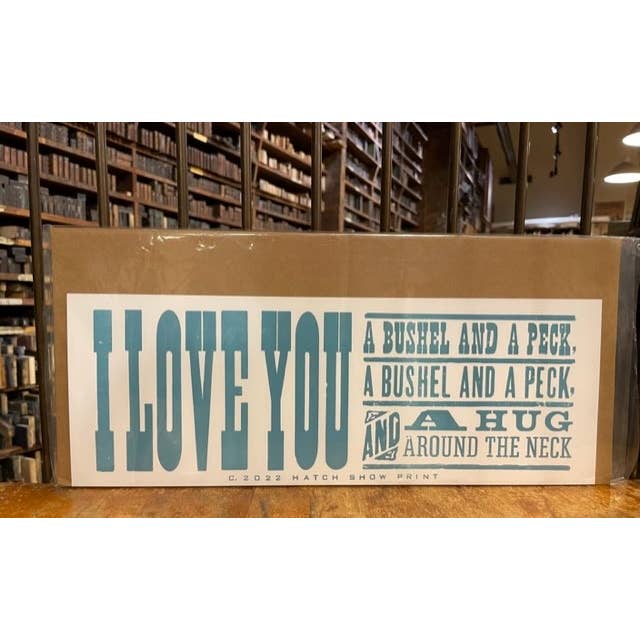 I LOVE YOU
A BUSHEL AND A PECK,
A BUSHEL AND A PECK,
AND A HUG
AROUND THE NECK
C. 2022 HATCH SHOW PRINT